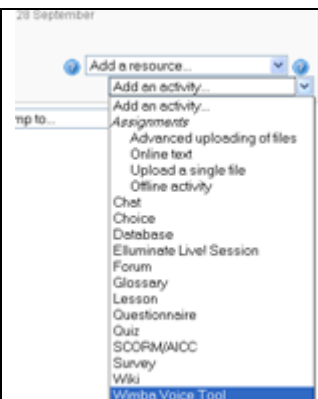 28 September
Add a resource...
Add an activity...
Add an activity...
mp to...
Assignments
Advanced uploading of files
Online text
Upload a single file
Offline activity
Chat
Choice
Database
Elluminate Live! Session
Forum
Glossary
Lesson
Questionnaire
Quiz
SCORM/AICC
Survey
Wiki
Wimba Voice Tool